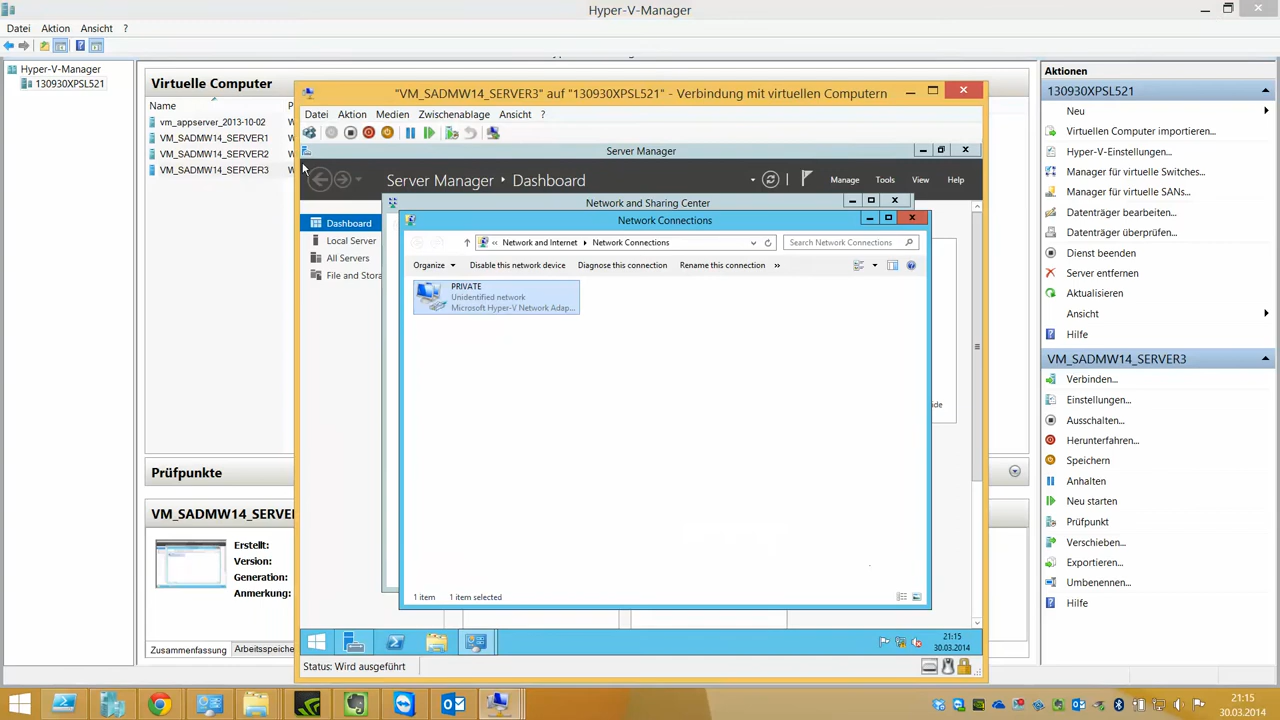 Hyper-V-Manager
Datei Aktion Ansicht ?
Hyper-V-Manager
130930XPSL521
Virtuelle Computer
Name
vm_appserver_2013-10-02
VM_SADMW14_SERVER1
VM_SADMW14_SERVER2
VM_SADMW14_SERVER3
Prüfpunkte
VM_SADMW14_SERVE
Erstellt:
Version:
Generation:
Anmerkung:
Zusammenfassung Arbeitsspeiche
"VM_SADMW14_SERVER3" auf "130930XPSL521" - Verbindung mit virtuellen Computern
Datei Aktion Medien Zwischenablage Ansicht ?
Server Manager
Server Manager Dashboard
Manage Tools View Help
Dashboard
Local Server
All Servers
File and Stora
Network and Sharing Center
Network Connections
« Network and Internet Network Connections
Search Network Connections
Organize Disable this network device Diagnose this connection Rename this connection »
PRIVATE
Unidentified network
Microsoft Hyper-V Network Adap...
1 item 1 item selected
21:15
30.03.2014
Status: Wird ausgeführt
Aktionen
130930XPSL521
Neu
Virtuellen Computer importieren...
Hyper-V-Einstellungen...
Manager für virtuelle Switches...
Manager für virtuelle SANs...
Datenträger bearbeiten...
Datenträger überprüfen...
Dienst beenden
Server entfernen
Aktualisieren
Ansicht
Hilfe
VM_SADMW14_SERVER3
Verbinden...
Einstellungen...
Ausschalten...
Herunterfahren...
Speichern
Anhalten
Neu starten
Prüfpunkt
Verschieben...
Exportieren...
Umbenennen...
Hilfe
21:15
30.03.2014